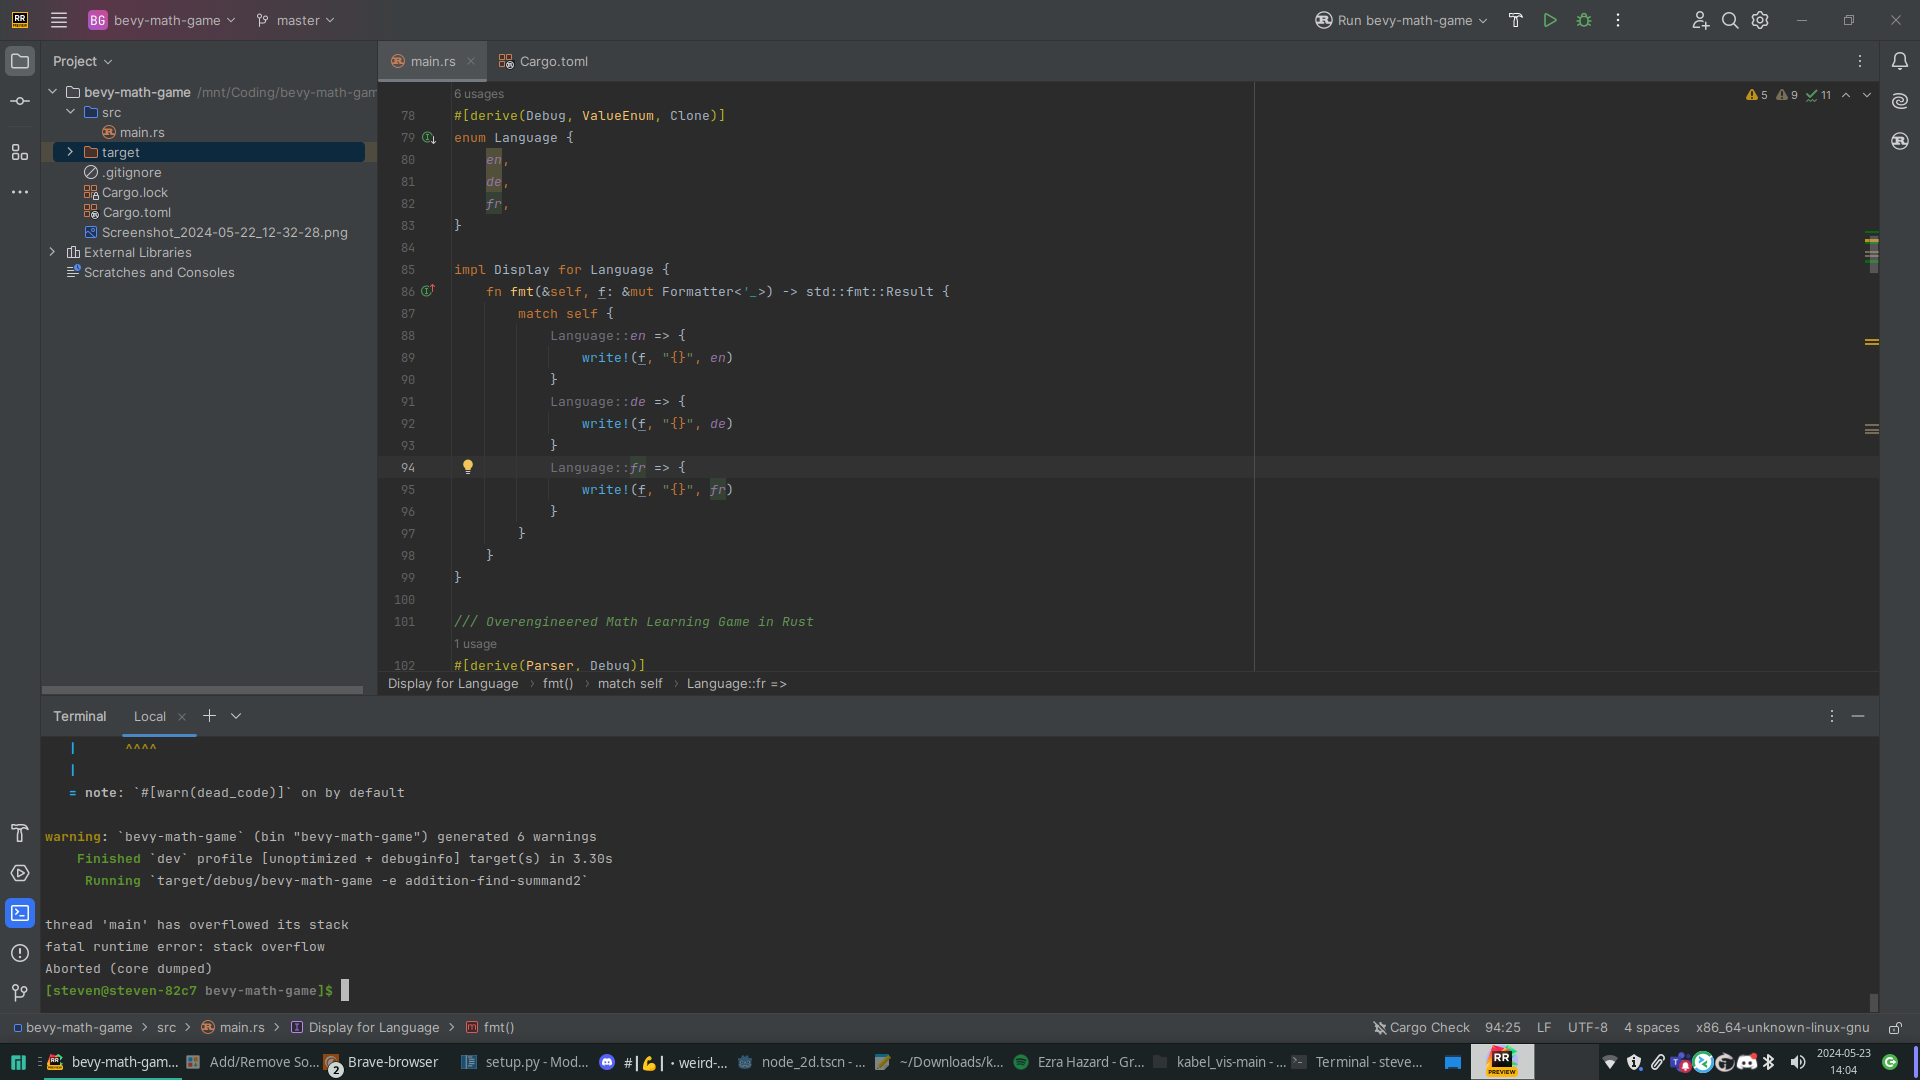 BG bevy-math-game
master
Run bevy-math-game
Project
bevy-math-game /mnt/Coding/bevy-math-gam
src
main.rs
target
.gitignore
Cargo.lock
Cargo.toml
Screenshot_2024-05-22_12-32-28.png
External Libraries
Scratches and Consoles
main.rs
Cargo.toml
5 9 11
6 usages
78 #[derive(Debug, ValueEnum, Clone)]
79 enum Language {
80 en,
81 de,
82 fr,
83 }
84
85 impl Display for Language {
86 fn fmt(&self, f: &mut Formatter<'_>) -> std::fmt::Result {
87 match self {
88 Language::en => {
89 write!(f, "{}", en)
90 }
91 Language::de => {
92 write!(f, "{}", de)
93 }
94 Language::fr => {
95 write!(f, "{}", fr)
96 }
97 }
98 }
99 }
100
101 /// Overengineered Math Learning Game in Rust
1 usage
102 #[derive(Parser, Debug)]
Display for Language > fmt() > match self > Language::fr =>
Terminal Local
| ^^^^
|
= note: `#[warn(dead_code)]` on by default
warning: `bevy-math-game` (bin "bevy-math-game") generated 6 warnings
Finished `dev` profile [unoptimized + debuginfo] target(s) in 3.30s
Running `target/debug/bevy-math-game -e addition-find-summand2`
thread 'main' has overflowed its stack
fatal runtime error: stack overflow
Aborted (core dumped)
[steven@steven-82c7 bevy-math-game]$
bevy-math-game > src > main.rs > Display for Language > fmt()
Cargo Check 94:25 LF UTF-8 4 spaces x86_64-unknown-linux-gnu
bevy-math-gam...
Add/Remove So...
2
Brave-browser
setup.py - Mod...
#|💪| • weird-...
node_2d.tscn - ...
~/Downloads/k...
Ezra Hazard - Gr...
kabel_vis-main - ...
Terminal - steve...
RR PREVIEW
2024-05-23
14:04